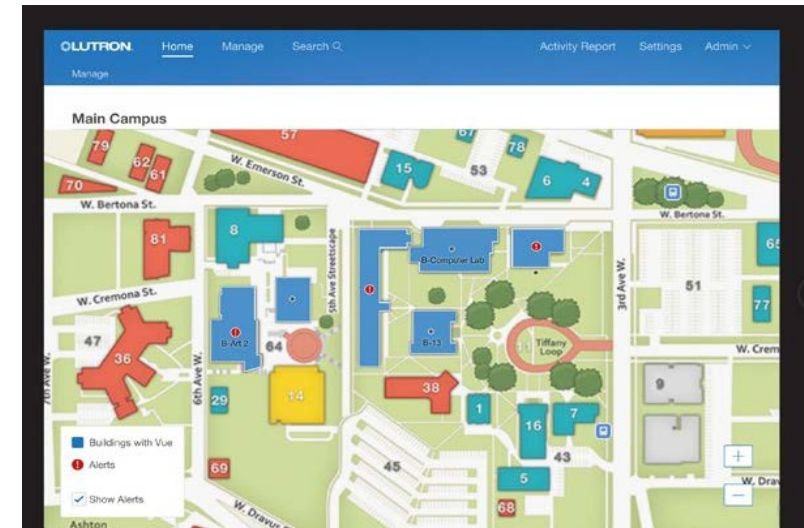 LUTRON
Home
Manage
Search
Activity Report
Settings
Admin
Manage
Main Campus
57
67
78
79
62
61
70
W. Emerson St.
15
53
6
4
W. Bertona St.
W. Bertona St.
81
8
5th Ave Streetscape
B-Computer Lab
3rd Ave W.
65
51
77
W. Cremona St.
47
36
B-Art 2
64
B-13
Tiffany
Loop
W. Crem
7th Ave W.
6th Ave W.
29
14
38
1
16
7
9
43
45
5
69
68
W. Dravus
W. Drav
Buildings with Vue
Alerts
Show Alerts
Ashton